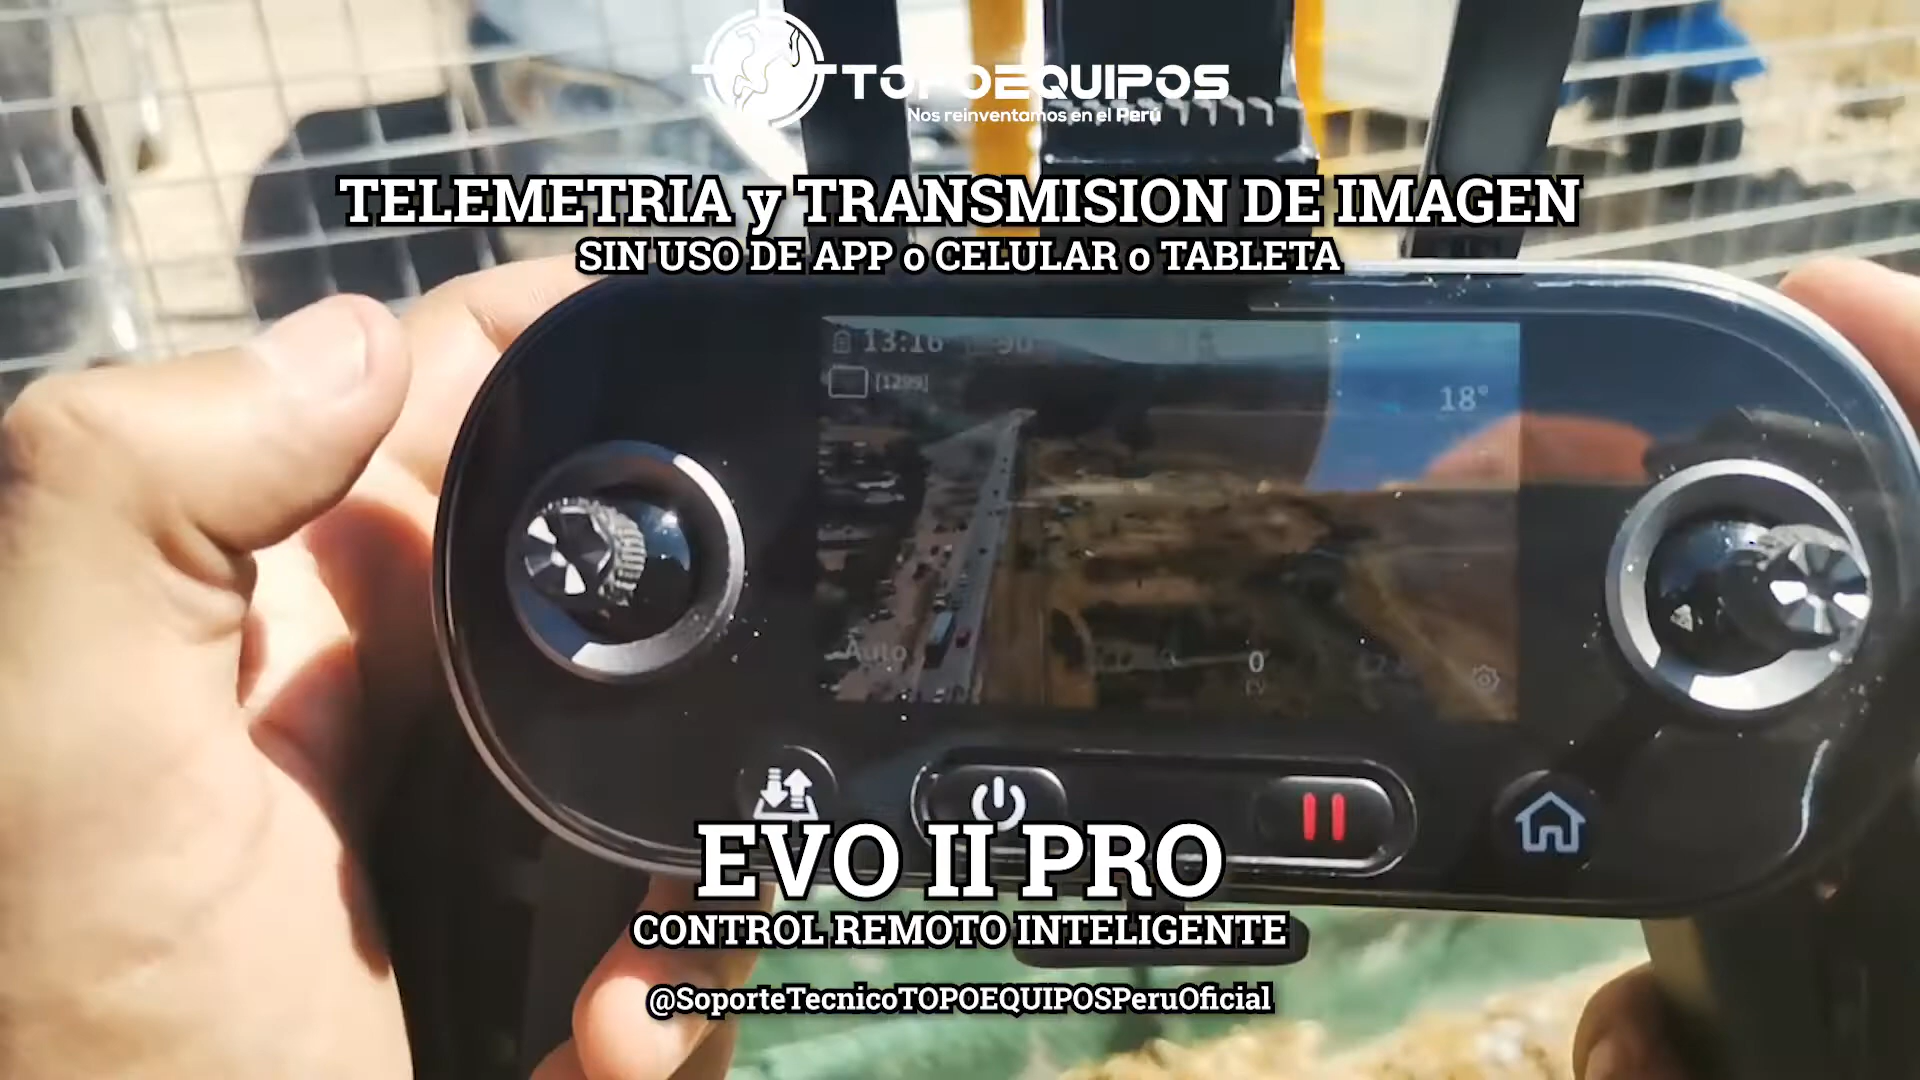 TOPOEQUIPOS
Nos reinventamos en el Perú
TELEMETRIA y TRANSMISION DE IMAGEN
SIN USO DE APP o CELULAR o TABLETA
13:16
[1299]
18°
Auto
0
EVO II PRO
CONTROL REMOTO INTELIGENTE
@SoporteTecnicoTOPOEQUIPOSPeruOficial